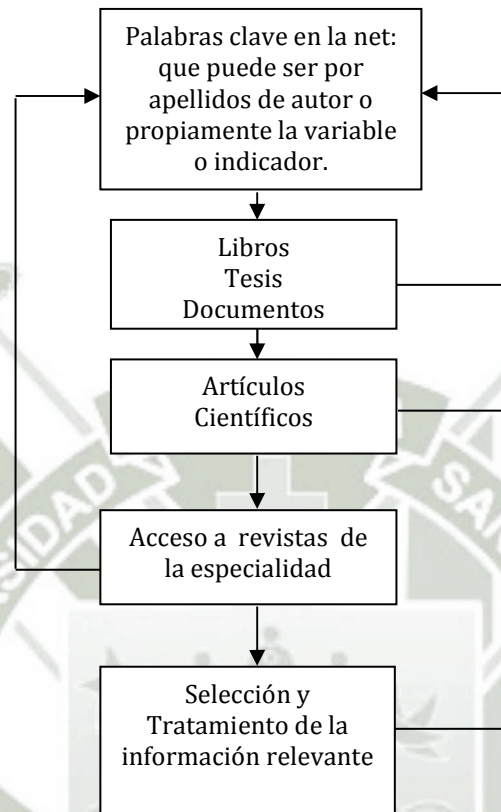 Palabras clave en la net:
que puede ser por
apellidos de autor o
propiamente la variable
o indicador.
Libros
Tesis
Documentos
Artículos
Científicos
Acceso a revistas de
la especialidad
Selección y
Tratamiento de la
información relevante